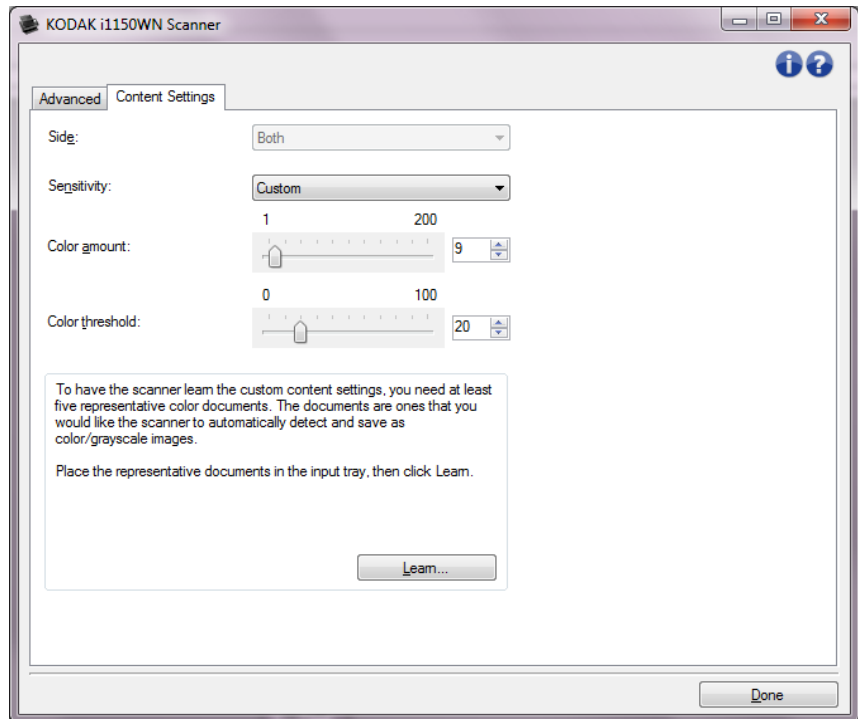 KODAK i1150WN Scanner
Advanced Content Settings
Side: Both
Sensitivity: Custom
1 200
Color amount: 9
0 100
Color threshold: 20
To have the scanner learn the custom content settings, you need at least
five representative color documents. The documents are ones that you
would like the scanner to automatically detect and save as
color/grayscale images.
Place the representative documents in the input tray, then click Learn.
Learn...
Done